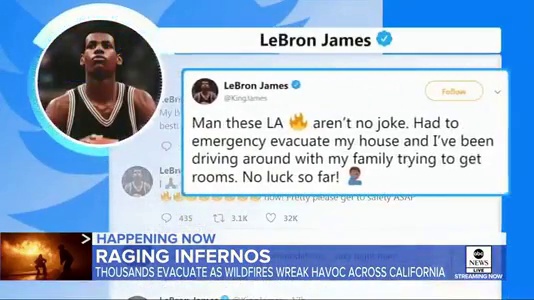 LeBron James
LeBron James
@KingJames
Follow
Man these LA 🔥 aren't no joke. Had to
emergency evacuate my house and I've been
driving around with my family trying to get
rooms. No luck so far! 🤦🏾‍♂️
now! Pretty please get to safety ASAP
435 3.1K 32K
HAPPENING NOW
RAGING INFERNOS
THOUSANDS EVACUATE AS WILDFIRES WREAK HAVOC ACROSS CALIFORNIA
abc NEWS
LIVE
STREAMING NOW